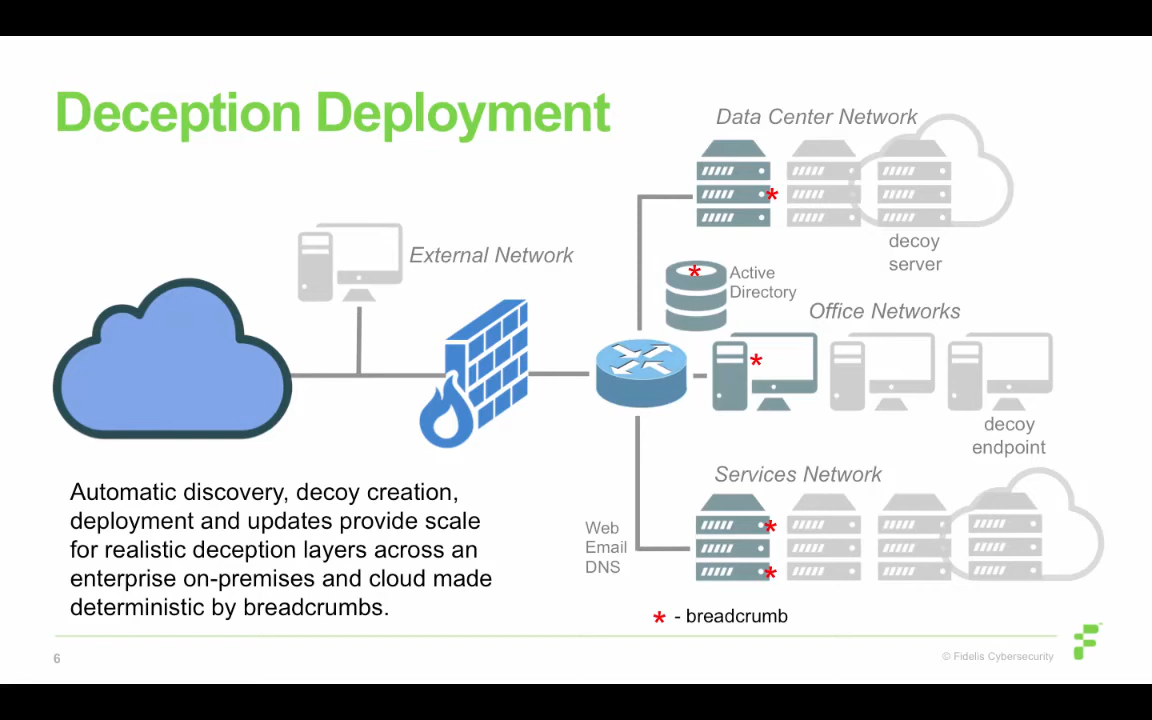 Deception Deployment
Data Center Network
*
decoy
server
External Network
*
Active
Directory
Office Networks
*
decoy
endpoint
Services Network
Automatic discovery, decoy creation,
deployment and updates provide scale
for realistic deception layers across an
enterprise on-premises and cloud made
deterministic by breadcrumbs.
Web
Email
DNS
*
*
* - breadcrumb
6
© Fidelis Cybersecurity